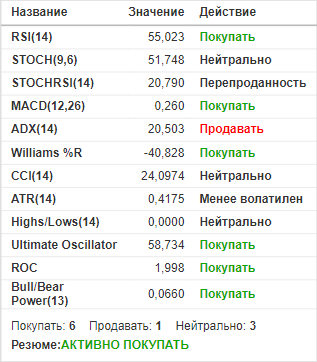 Название Значение Действие
RSI(14) 55,023 Покупать
STOCH(9,6) 51,748 Нейтрально
STOCHRSI(14) 20,790 Перепроданность
MACD(12,26) 0,260 Покупать
ADX(14) 20,503 Продавать
Williams %R -40,828 Покупать
CCI(14) 24,0974 Нейтрально
ATR(14) 0,4175 Менее волатилен
Highs/Lows(14) 0,0000 Нейтрально
Ultimate Oscillator 58,734 Покупать
ROC 1,998 Покупать
Bull/Bear
Power(13) 0,0660 Покупать
Покупать: 6 Продавать: 1 Нейтрально: 3
Резюме:АКТИВНО ПОКУПАТЬ